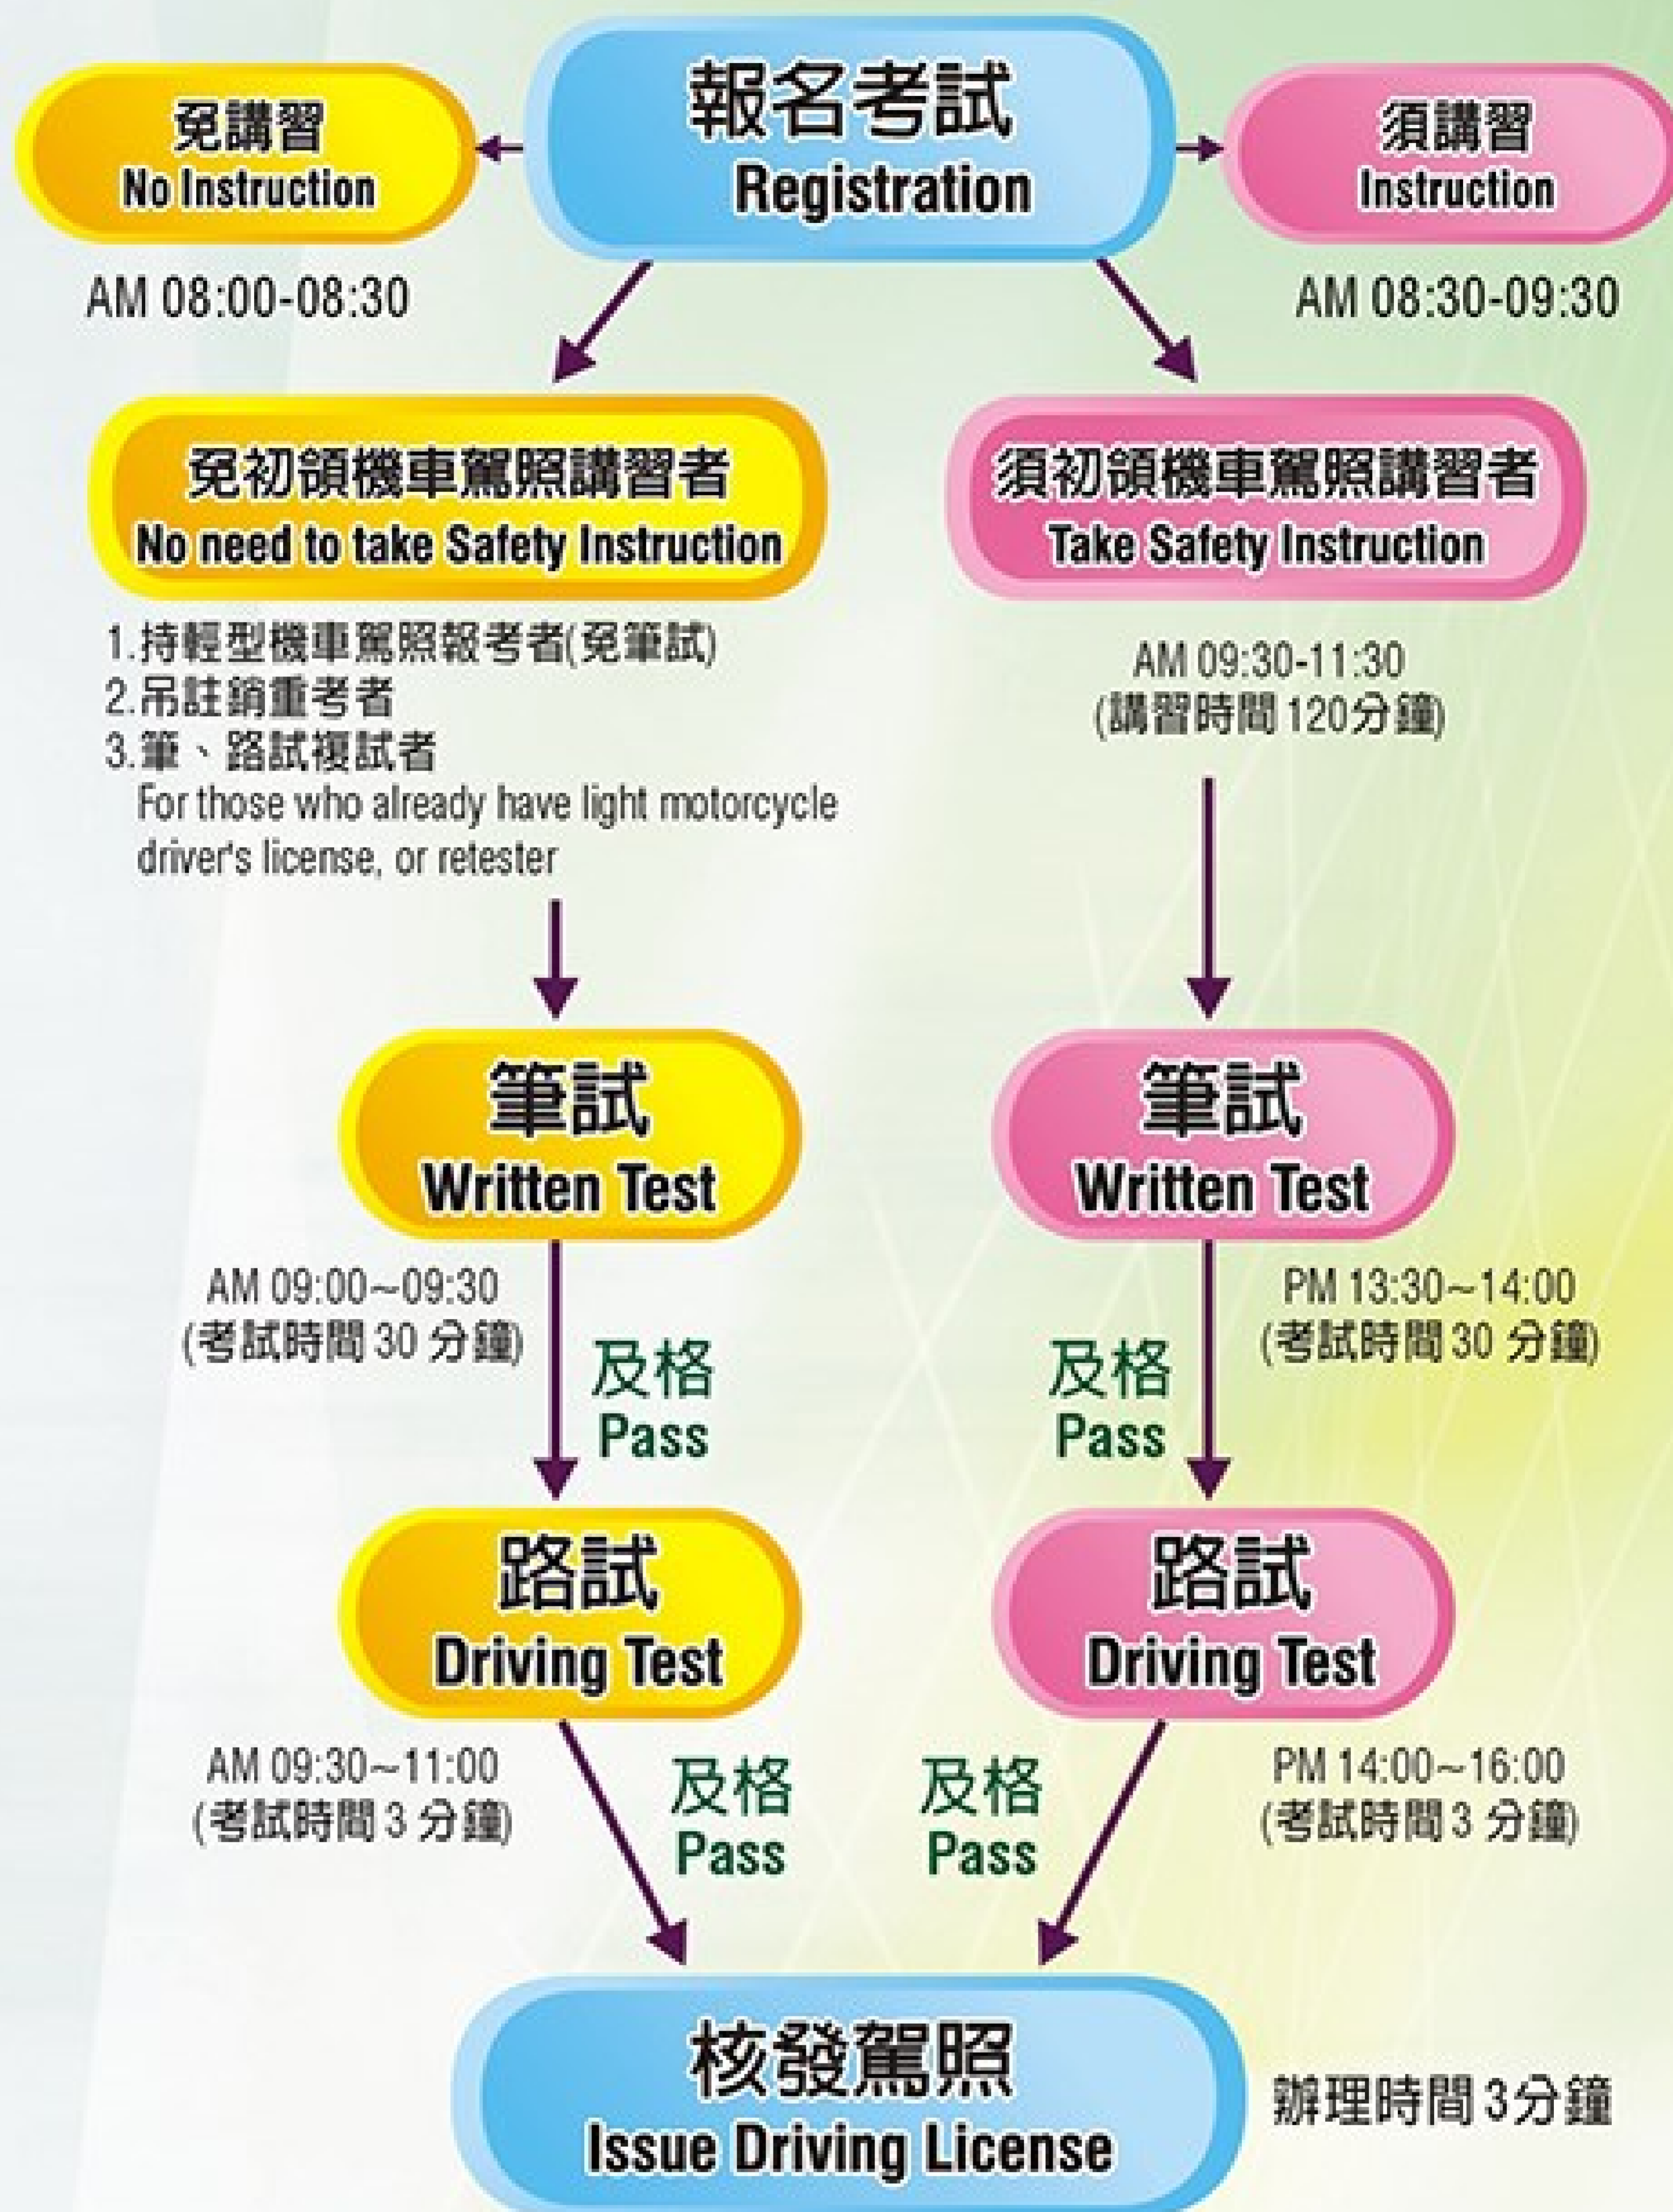 報名考試
Registration
免講習
No Instruction
AM 08:00-08:30
須講習
Instruction
AM 08:30-09:30
免初領機車駕照講習者
No need to take Safety Instruction
1.持輕型機車駕照報考者(免筆試)
2.吊註銷重考者
3.筆、路試複試者
For those who already have light motorcycle
driver's license, or retester
須初領機車駕照講習者
Take Safety Instruction
AM 09:30-11:30
(講習時間120分鐘)
筆試
Written Test
AM 09:00~09:30
(考試時間30 分鐘)
及格
Pass
筆試
Written Test
PM 13:30~14:00
(考試時間30 分鐘)
及格
Pass
路試
Driving Test
AM 09:30~11:00
(考試時間3 分鐘)
及格
Pass
路試
Driving Test
PM 14:00~16:00
(考試時間3 分鐘)
及格
Pass
核發駕照
Issue Driving License
辦理時間3分鐘